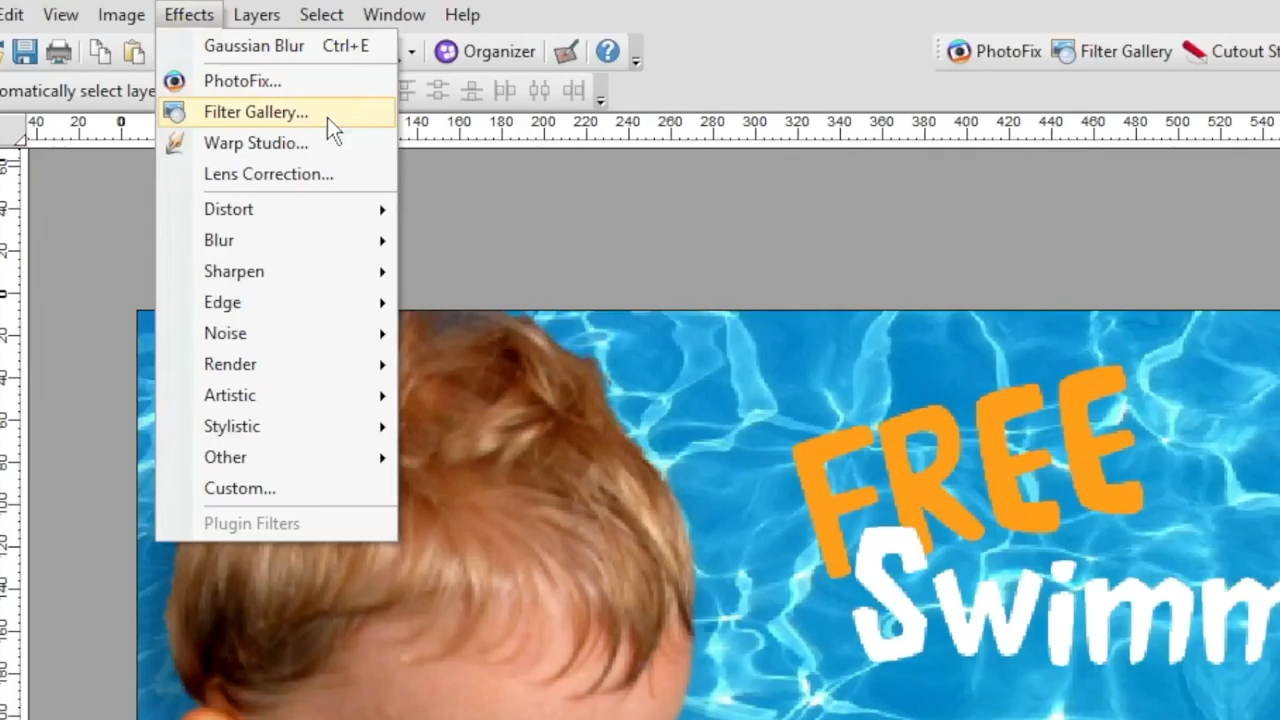 Edit View Image Effects Layers Select Window Help
Organizer PhotoFix Filter Gallery Cutout St
omatically select laye
40 20 0 140 160 180 200 220 240 260 280 300 320 340 360 380 400 420 440 460 480 500 520 540
Gaussian Blur Ctrl+E
PhotoFix...
Filter Gallery...
Warp Studio...
Lens Correction...
Distort
Blur
Sharpen
Edge
Noise
Render
Artistic
Stylistic
Other
Custom...
Plugin Filters
FREE
Swimm